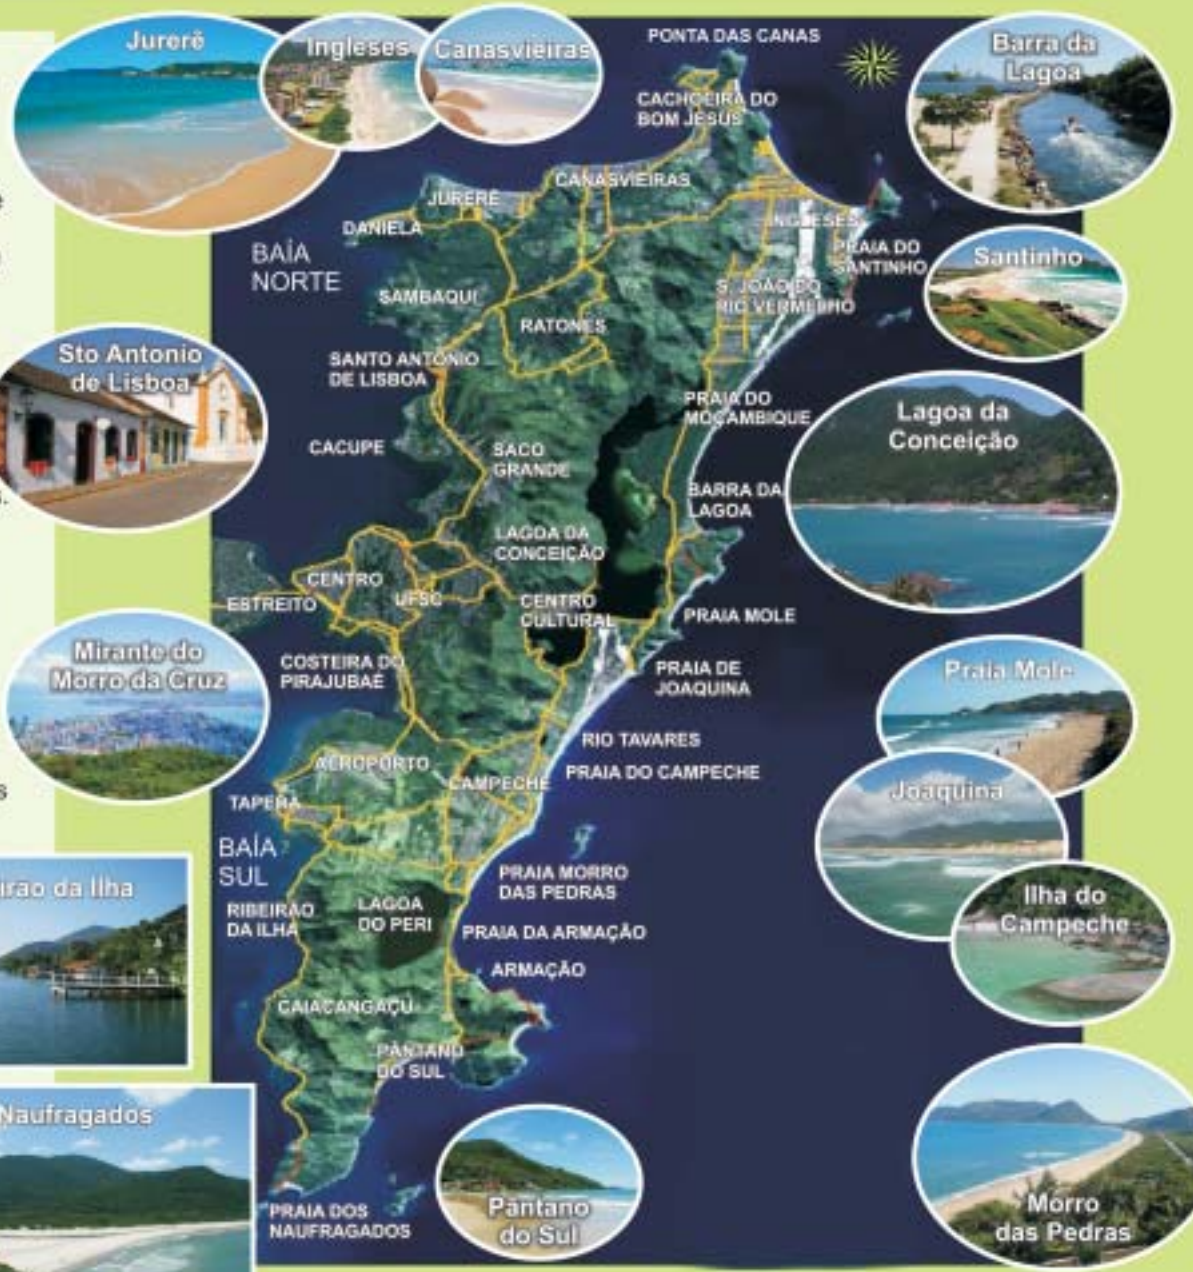 Jurerê
Ingleses
Canasvieiras
PONTA DAS CANAS
Barra da
Lagoa
CACHOEIRA DO
BOM JESUS
CANASVIEIRAS
JURERÊ
DANIELA
INGLESES
BAÍA
NORTE
PRAIA DO
SANTINHO
Santinho
SAMBAQUI
S. JOÃO DO
RIO VERMELHO
RATONES
Sto Antonio
de Lisboa
SANTO ANTÔNIO
DE LISBOA
PRAIA DO
MOÇAMBIQUE
Lagoa da
Conceição
CACUPE
SACO
GRANDE
s.
BARRA DA
LAGOA
LAGOA DA
CONCEIÇÃO
CENTRO
ESTREITO
UFSC
CENTRO
CULTURAL
PRAIA MOLE
Mirante do
Morro da Cruz
COSTEIRA DO
PIRAJUBAÉ
PRAIA DE
JOAQUINA
Praia Mole
RIO TAVARES
AEROPORTO
CAMPECHE
PRAIA DO CAMPECHE
TAPERA
Joaquina
s
BAÍA
SUL
PRAIA MORRO
DAS PEDRAS
irão da Ilha
RIBEIRÃO
DA ILHA
LAGOA
DO PERI
Ilha do
Campeche
PRAIA DA ARMAÇÃO
ARMAÇÃO
CAIACANGAÇU
PÂNTANO
DO SUL
Naufragados
PRAIA DOS
NAUFRAGADOS
Pântano
do Sul
Morro
das Pedras